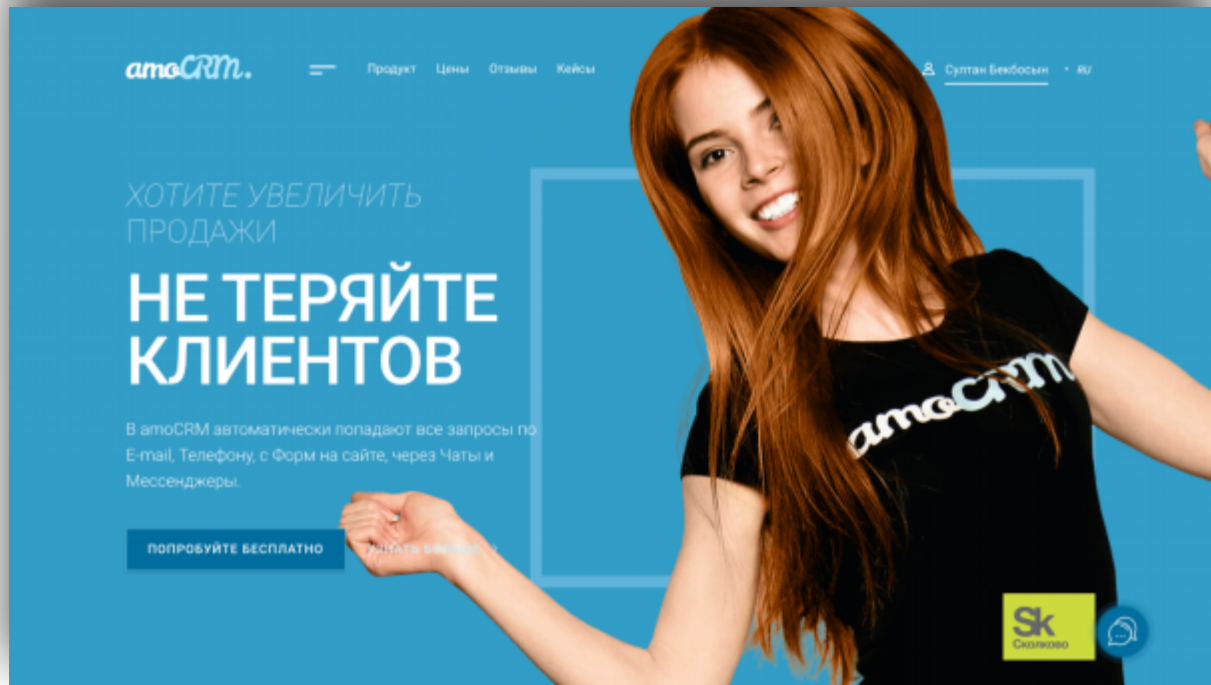 amoCRM.
Продукт Цены Отзывы Кейсы
Султан Бекбосын RU
ХОТИТЕ УВЕЛИЧИТЬ
ПРОДАЖИ
НЕ ТЕРЯЙТЕ
КЛИЕНТОВ
В amoCRM автоматически попадают все запросы по
E-mail, Телефону, с Форм на сайте, через Чаты и
Мессенджеры.
ПОПРОБУЙТЕ БЕСПЛАТНО
УЗНАТЬ
amoCRM
Sk
Сколково